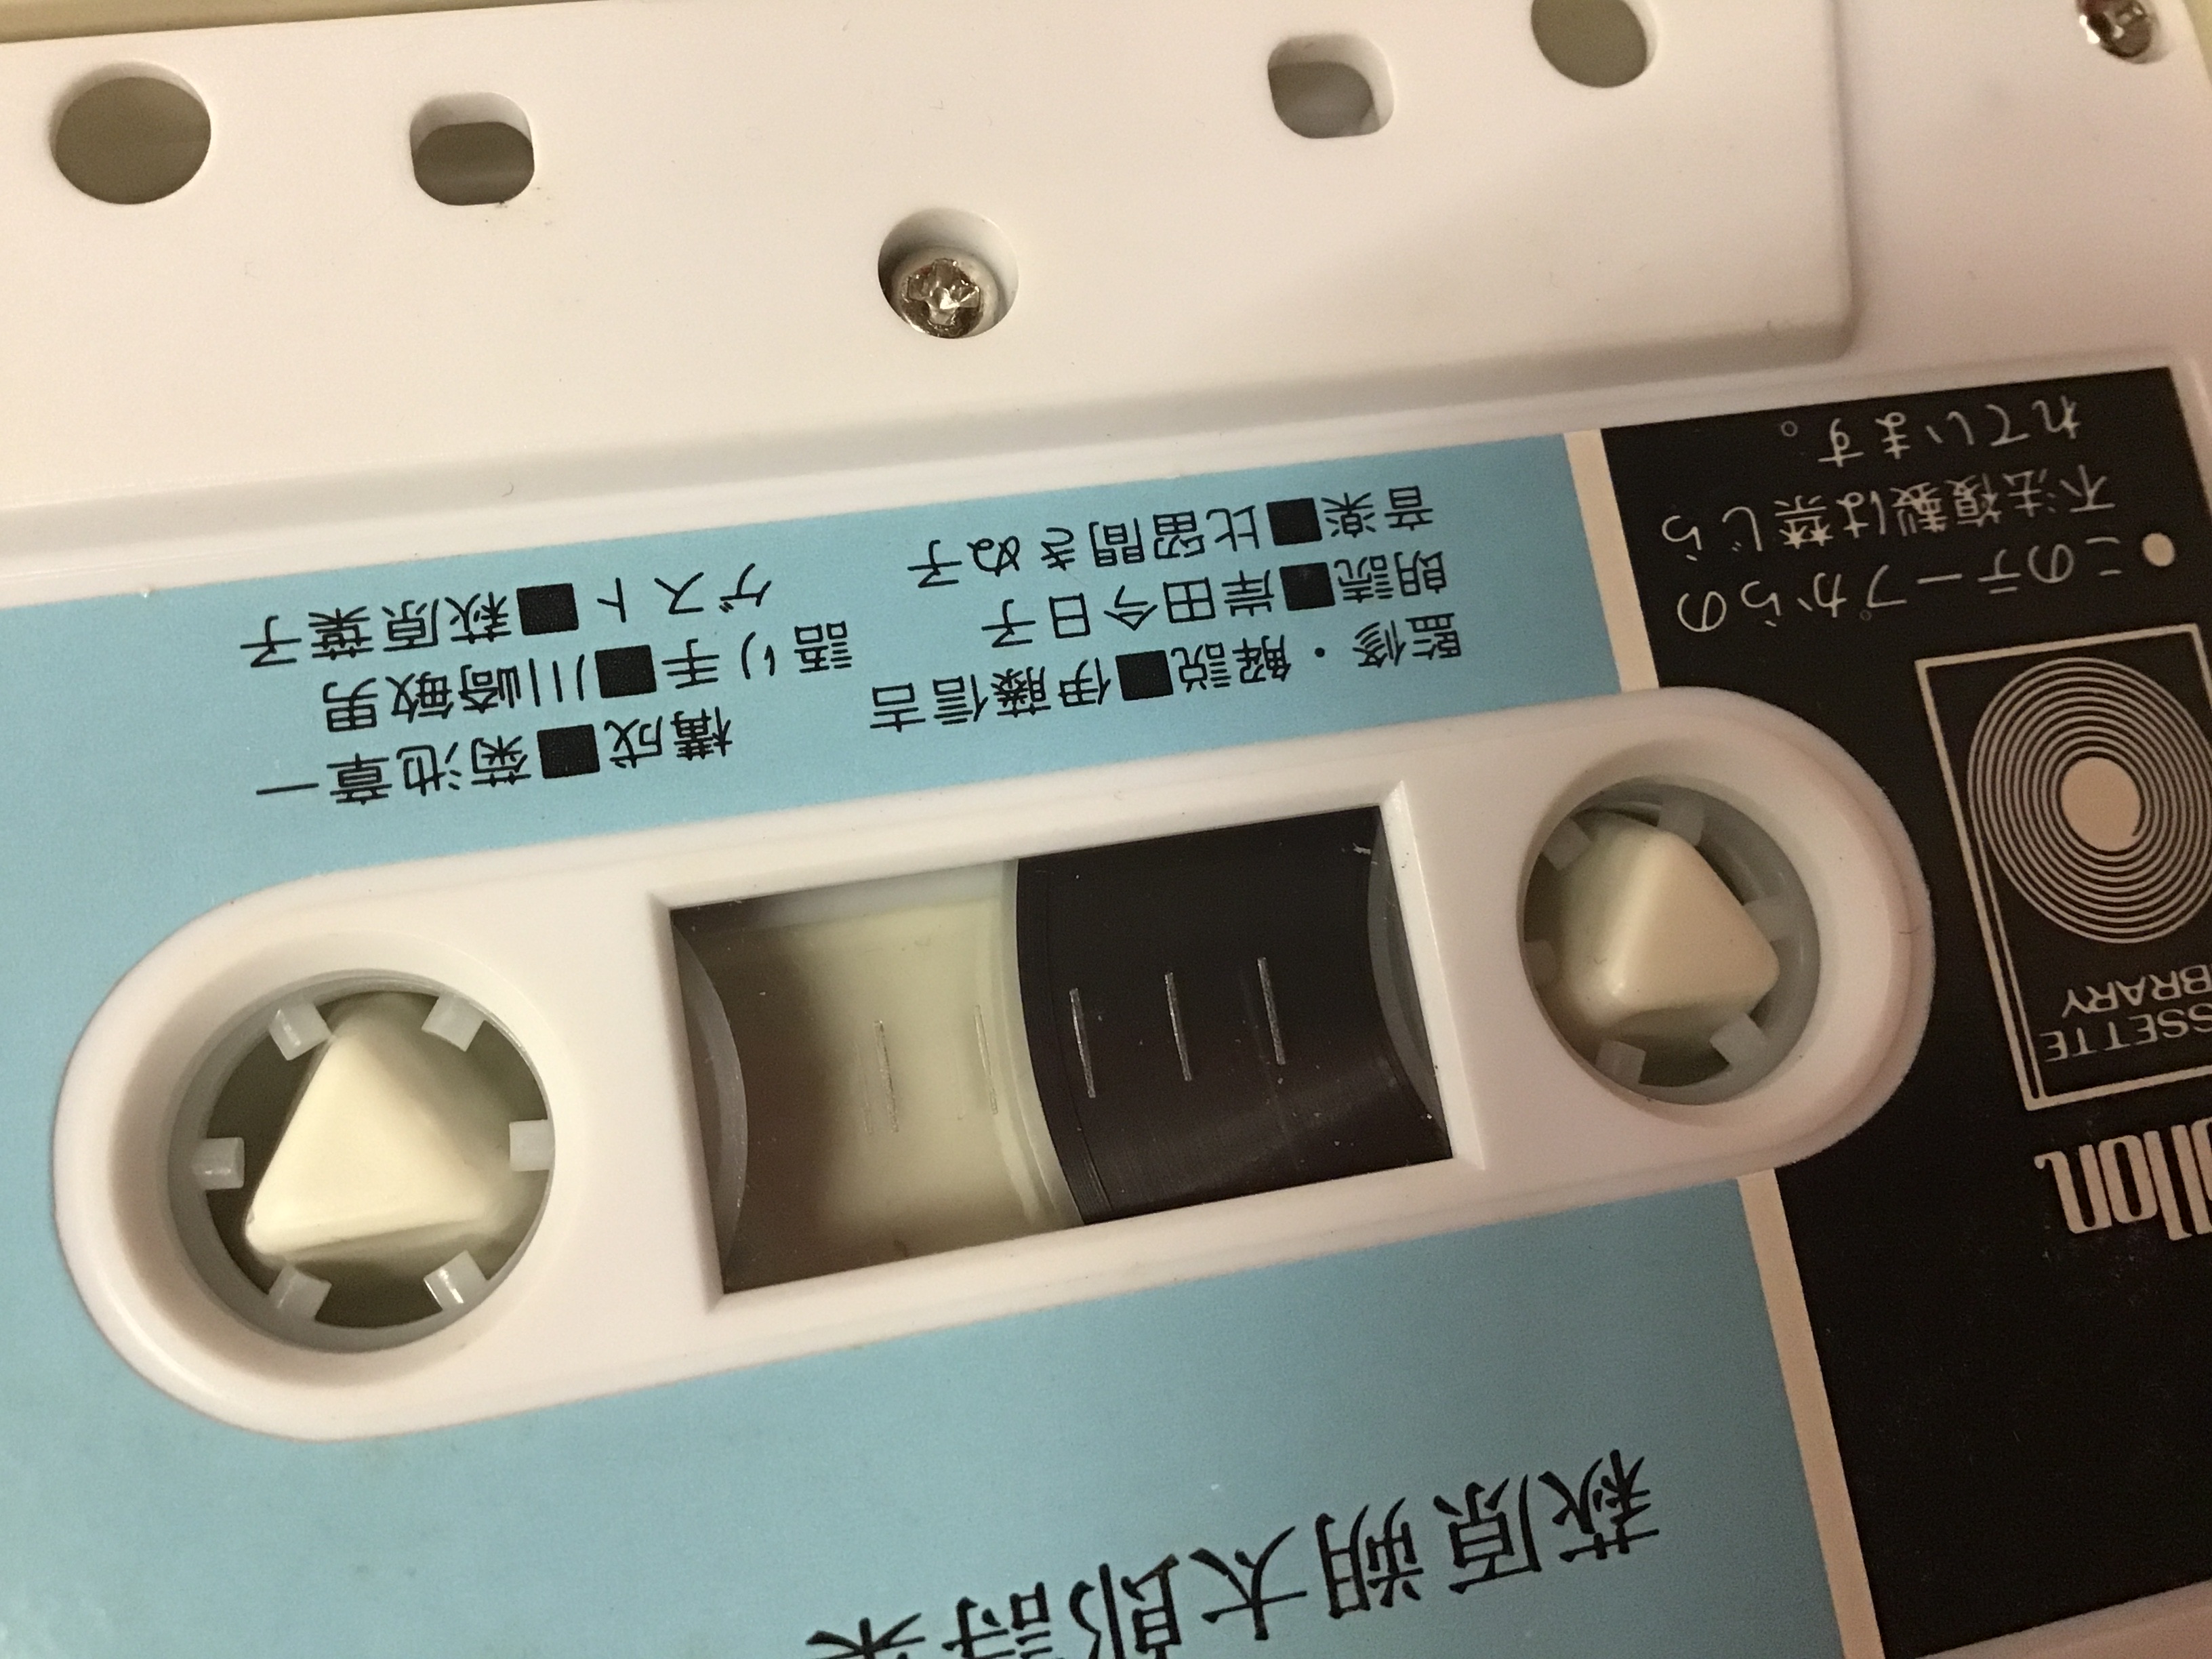 萩原朔太郎詩集
監修・解説■伊藤信吉
朗読■岸田今日子
音楽■比留間きぬ子
構成■菊池章一
語り手■川崎敏男
ゲスト■萩原葉子
●このテープからの
不法複製は禁じら
れています。